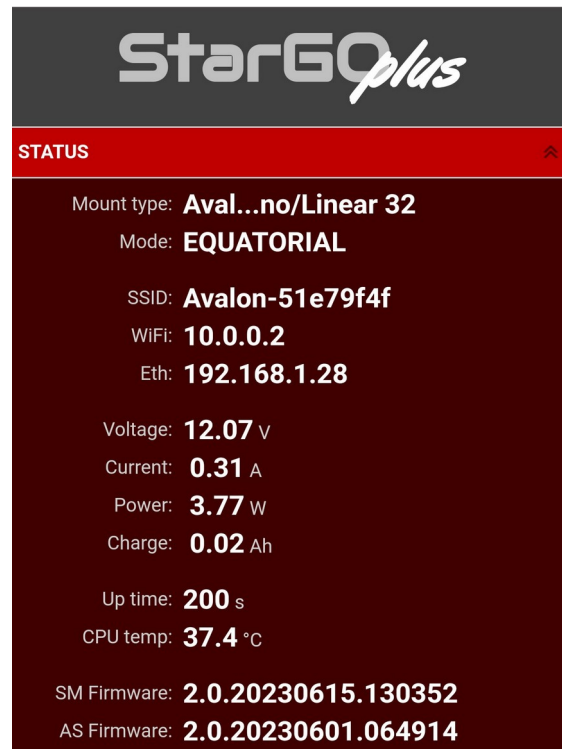 StarGO plus
STATUS
Mount type: Aval...no/Linear 32
Mode: EQUATORIAL
SSID: Avalon-51e79f4f
WiFi: 10.0.0.2
Eth: 192.168.1.28
Voltage: 12.07 V
Current: 0.31 A
Power: 3.77 W
Charge: 0.02 Ah
Up time: 200 s
CPU temp: 37.4 °C
SM Firmware: 2.0.20230615.130352
AS Firmware: 2.0.20230601.064914